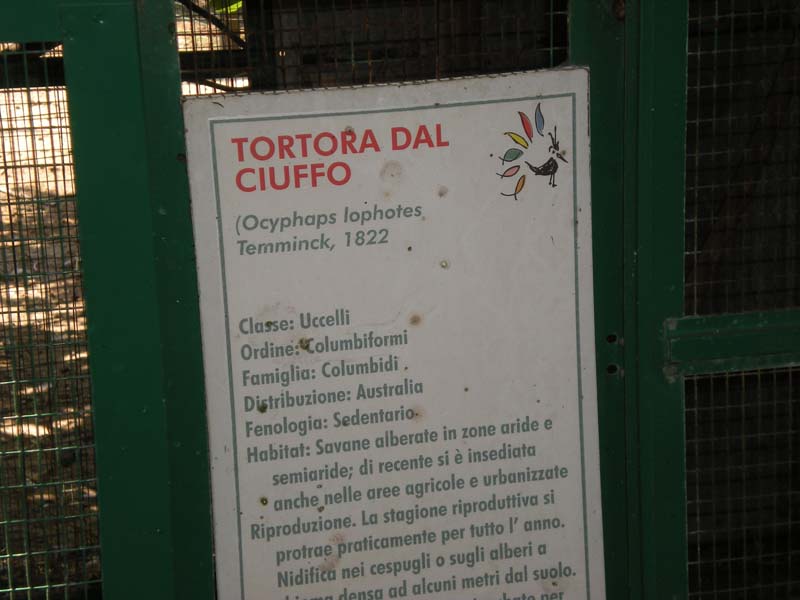 TORTORA DAL
CIUFFO
(Ocyphaps lophotes
Temminck, 1822
Classe: Uccelli
Ordine: Columbiformi
Famiglia: Columbidi
Distribuzione: Australia
Fenologia: Sedentario
Habitat: Savane alberate in zone aride e
semiaride; di recente si è insediata
anche nelle aree agricole e urbanizzate
Riproduzione. La stagione riproduttiva si
protrae praticamente per tutto l' anno.
Nidifica nei cespugli o sugli alberi a
densa ad alcuni metri dal suolo.
per